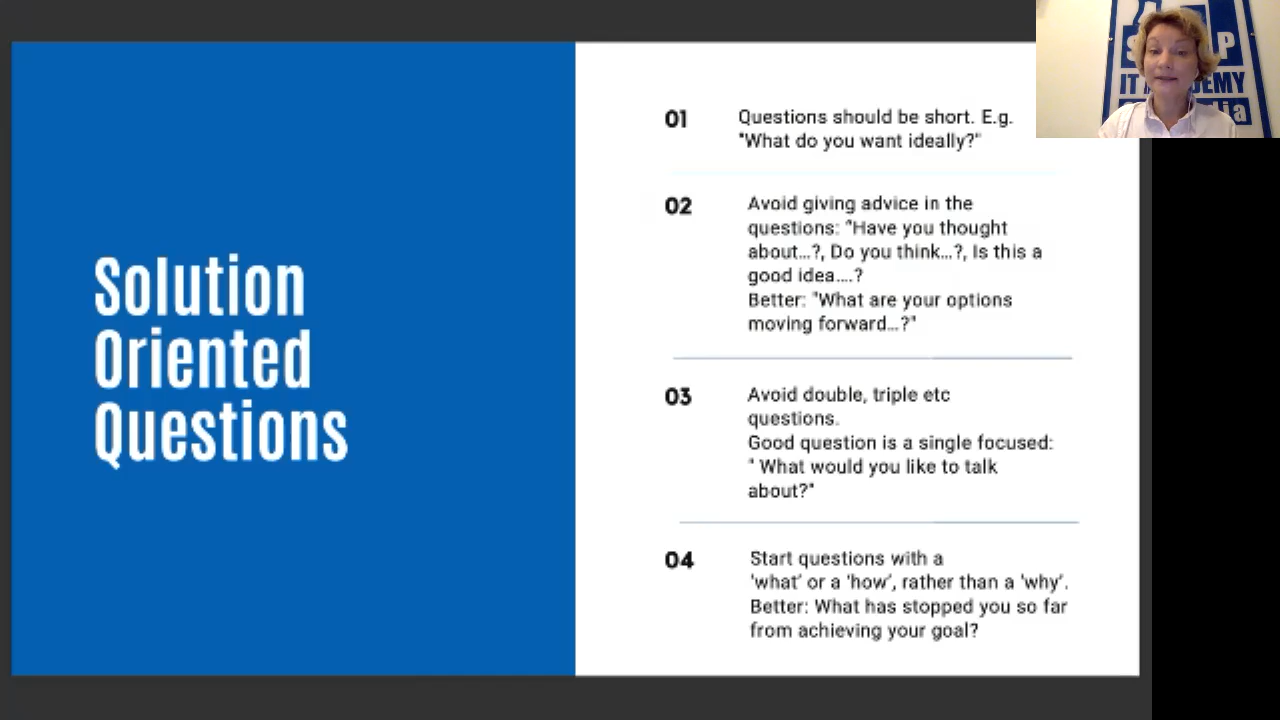 Solution
Oriented
Questions
01
Questions should be short. E.g.
"What do you want ideally?"
02
Avoid giving advice in the
questions: "Have you thought
about...?, Do you think...?, Is this a
good idea....?
Better: "What are your options
moving forward...?"
03
Avoid double, triple etc
questions.
Good question is a single focused:
" What would you like to talk
about?"
04
Start questions with a
'what' or a 'how', rather than a 'why'.
Better: What has stopped you so far
from achieving your goal?
IT